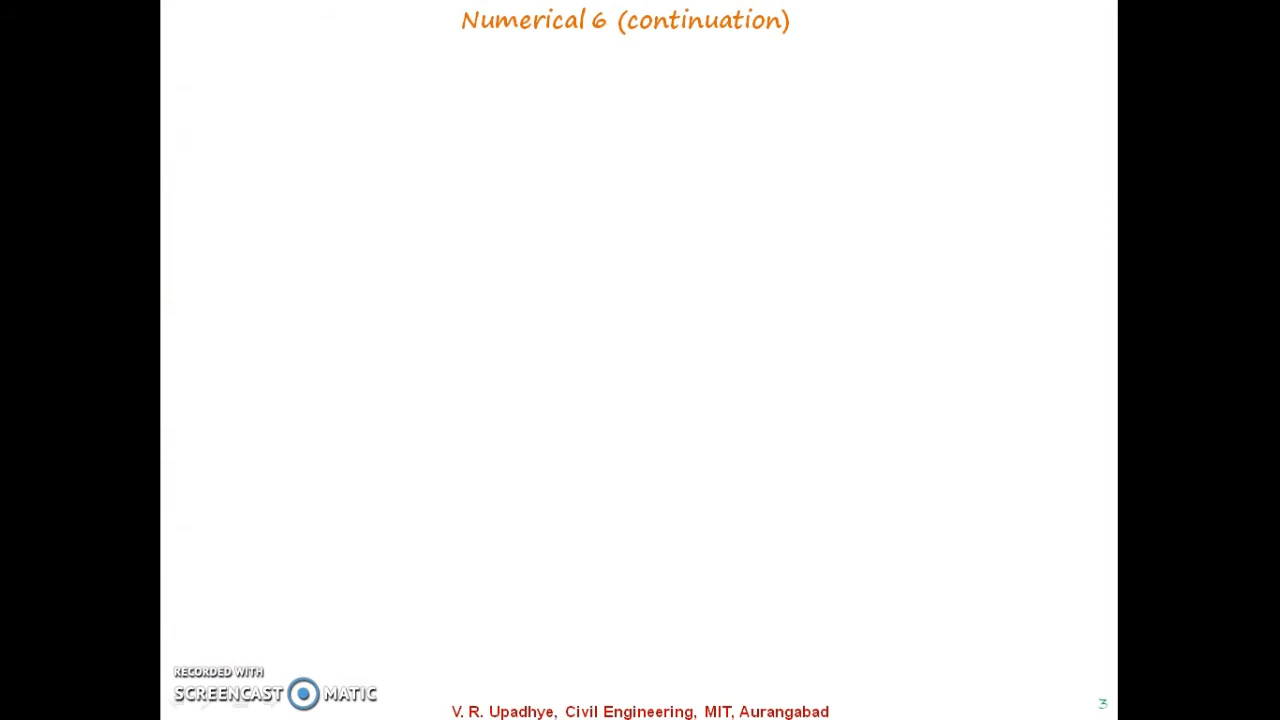 Numerical 6 (continuation)
RECORDED WITH
SCREENCAST MATIC
V. R. Upadhye, Civil Engineering, MIT, Aurangabad
3